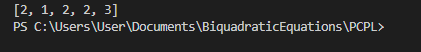 [2, 1, 2, 2, 3]
PS C:\Users\User\Documents\BiquadraticEquations\PCPL>